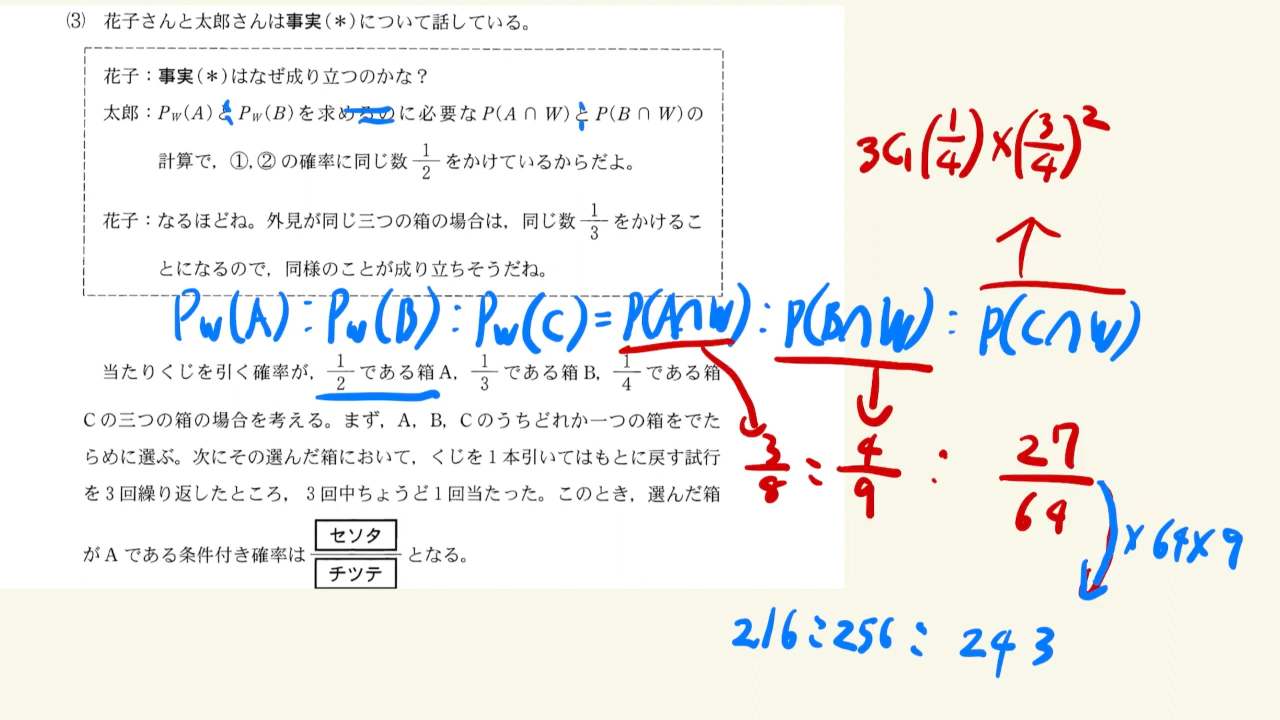 (3) 花子さんと太郎さんは事実(*)について話している。
花子：事実(*)はなぜ成り立つのかな？
太郎：P_W(A)と P_W(B)を求めるのに必要な P(A∩W)と P(B∩W)の
計算で，①，②の確率に同じ数 1/2 をかけているからだよ。
花子：なるほどね。外見が同じ三つの箱の場合は，同じ数 1/3 をかけるこ
とになるので，同様のことが成り立ちそうだね。
P_W(A):P_W(B):P_W(C)=P(A∩W):P(B∩W):P(C∩W)
3C1(1/4)×(3/4)^2
当たりくじを引く確率が，1/2 である箱A，1/3 である箱B，1/4 である箱
Cの三つの箱の場合を考える。まず，A，B，Cのうちどれか一つの箱をでた
らめに選ぶ。次にその選んだ箱において，くじを1本引いてはもとに戻す試行
を3回繰り返したところ，3回中ちょうど1回当たった。このとき，選んだ箱
がAである条件付き確率は セソタ/チツテ となる。
3/8:4/9:27/64
×64×9
216:256:243